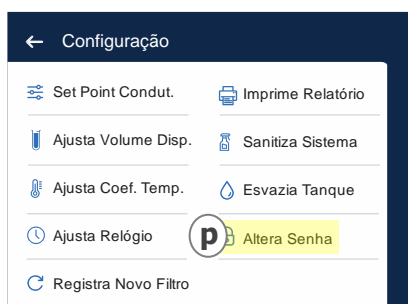 Configuração
Set Point Condut.
Imprime Relatório
Ajusta Volume Disp.
Sanitiza Sistema
Ajusta Coef. Temp.
Esvazia Tanque
Ajusta Relógio
p
Altera Senha
Registra Novo Filtro